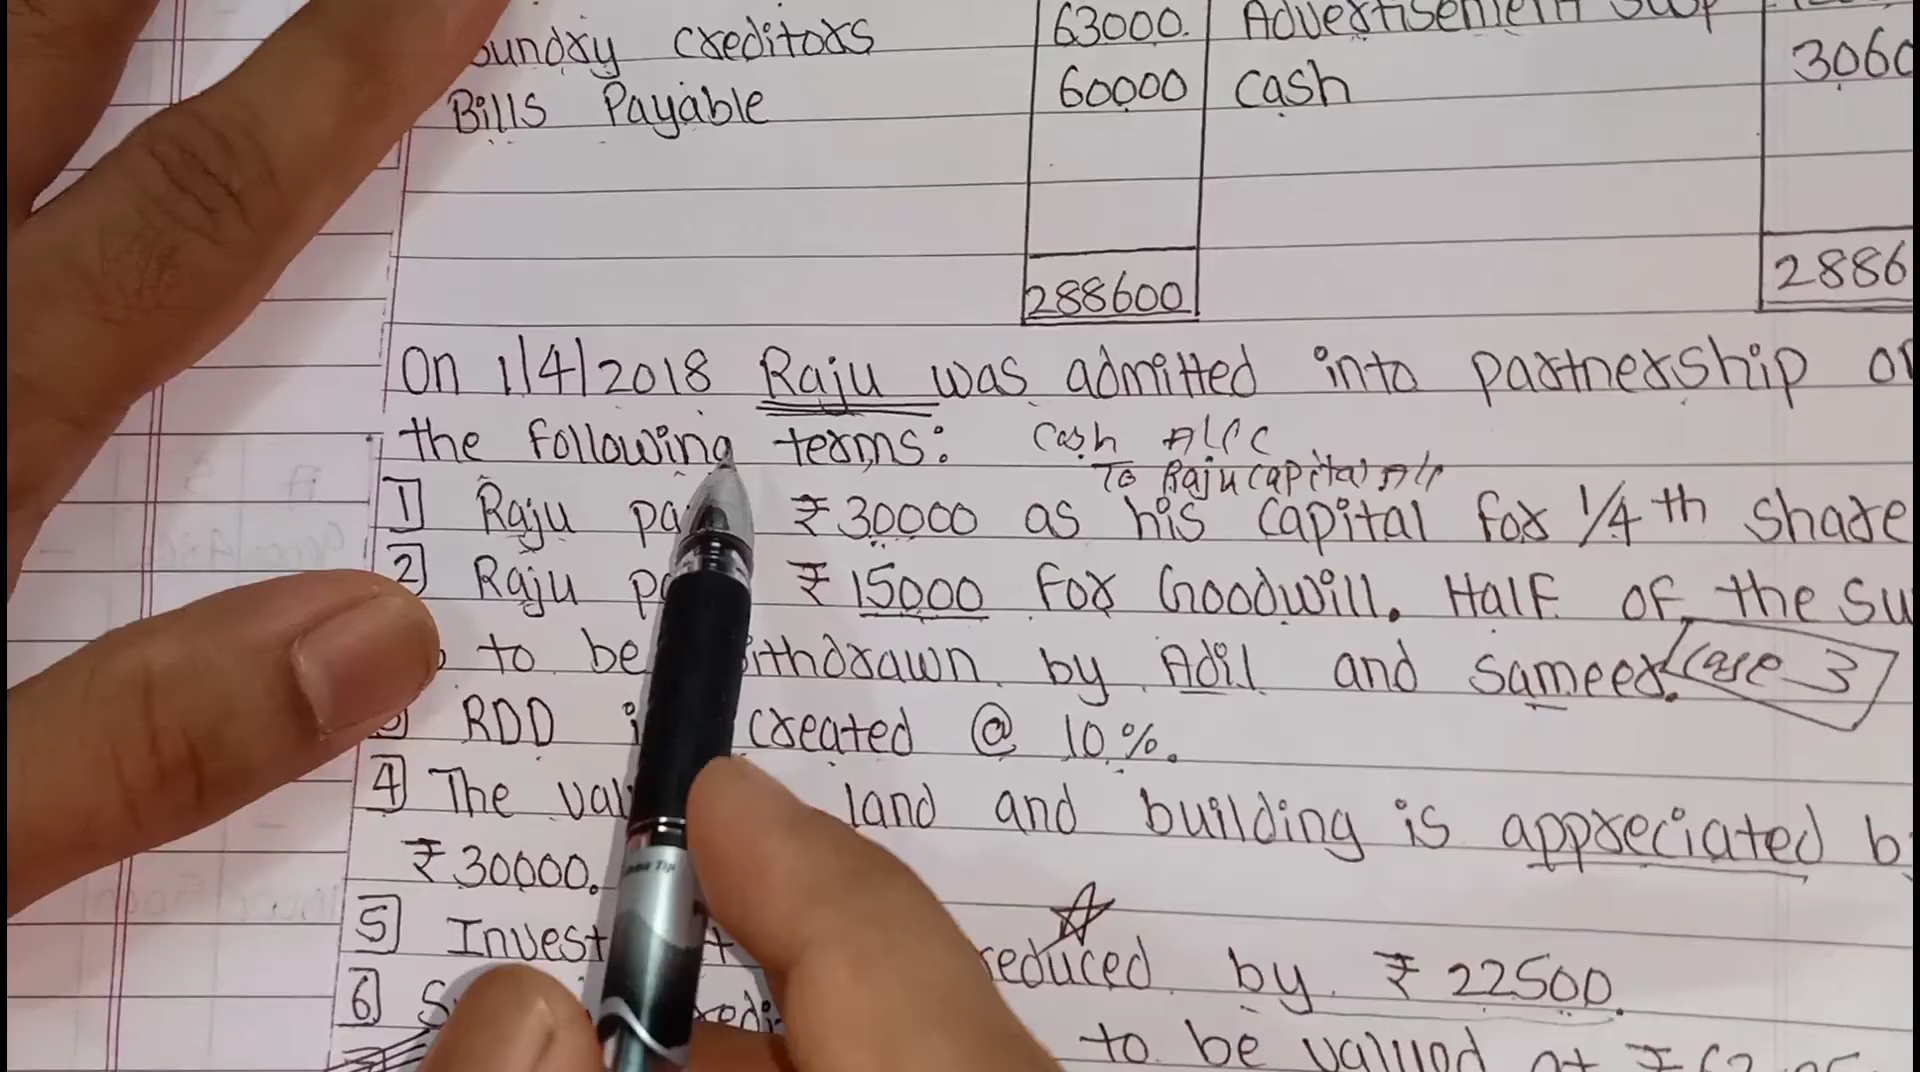 Sundry creditors 63000. Advertisement Susp
Bills Payable 60000 cash 3060
288600 2886
On 1/4/2018 Raju was admitted into partnership on
the following terms: Cash A/C
To Raju capital A/c
1] Raju ₹ 30000 as his Capital for 1/4 th share
2] Raju ₹ 15000 For Goodwill. Half of the Su
to be withdrawn by Adil and Sameer. case 3
3] RDD created @ 10%.
4] The land and building is appreciated by
₹ 30000.
5] reduced by ₹ 22500.
6]
to be valued at ₹